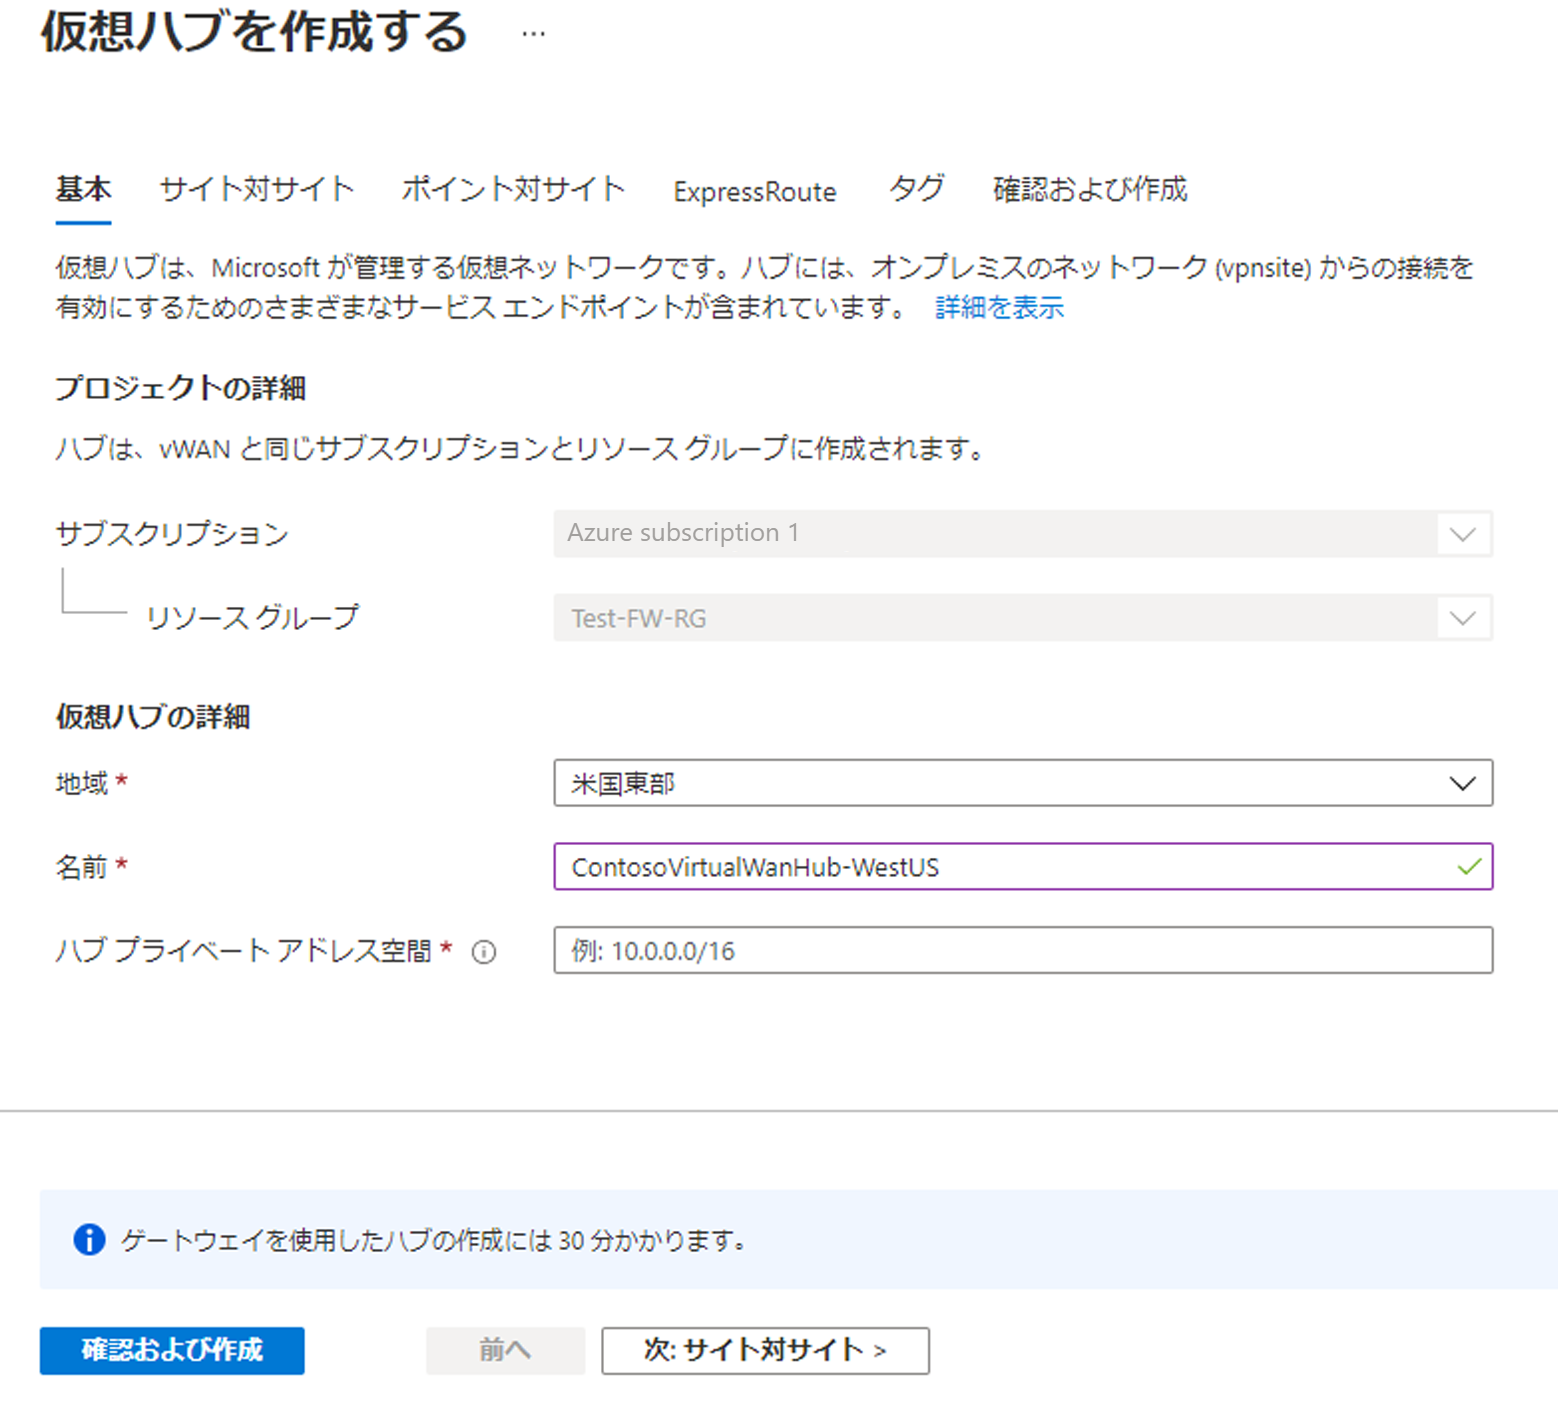 仮想ハブを作成する ...
基本 サイト対サイト ポイント対サイト ExpressRoute タグ 確認および作成
仮想ハブは、Microsoft が管理する仮想ネットワークです。ハブには、オンプレミスのネットワーク (vpnsite) からの接続を
有効にするためのさまざまなサービス エンドポイントが含まれています。 詳細を表示
プロジェクトの詳細
ハブは、vWAN と同じサブスクリプションとリソース グループに作成されます。
サブスクリプション Azure subscription 1
リソース グループ Test-FW-RG
仮想ハブの詳細
地域 * 米国東部
名前 * ContosoVirtualWanHub-WestUS
ハブ プライベート アドレス空間 * 例: 10.0.0.0/16
ゲートウェイを使用したハブの作成には 30 分かかります。
確認および作成 前へ 次: サイト対サイト >